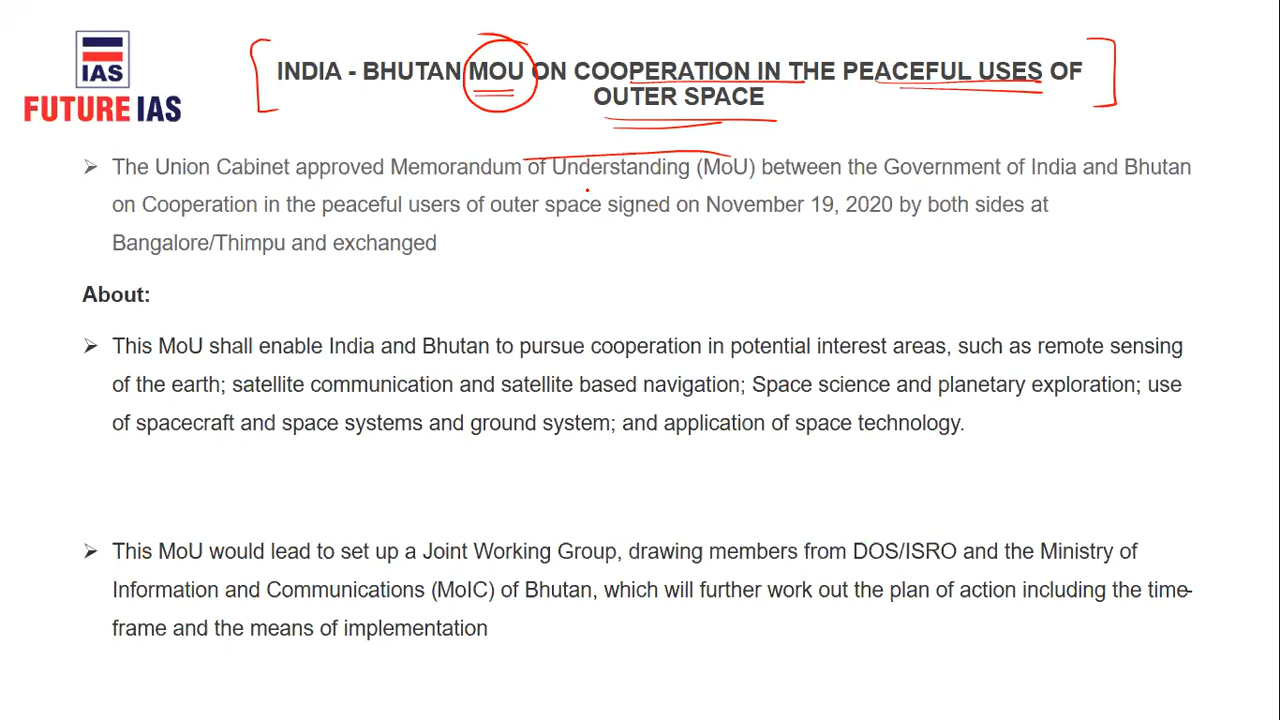 IAS
FUTURE IAS
INDIA - BHUTAN MOU ON COOPERATION IN THE PEACEFUL USES OF
OUTER SPACE
The Union Cabinet approved Memorandum of Understanding (MoU) between the Government of India and Bhutan
on Cooperation in the peaceful users of outer space signed on November 19, 2020 by both sides at
Bangalore/Thimpu and exchanged
About:
This MoU shall enable India and Bhutan to pursue cooperation in potential interest areas, such as remote sensing
of the earth; satellite communication and satellite based navigation; Space science and planetary exploration; use
of spacecraft and space systems and ground system; and application of space technology.
This MoU would lead to set up a Joint Working Group, drawing members from DOS/ISRO and the Ministry of
Information and Communications (MoIC) of Bhutan, which will further work out the plan of action including the time-
frame and the means of implementation